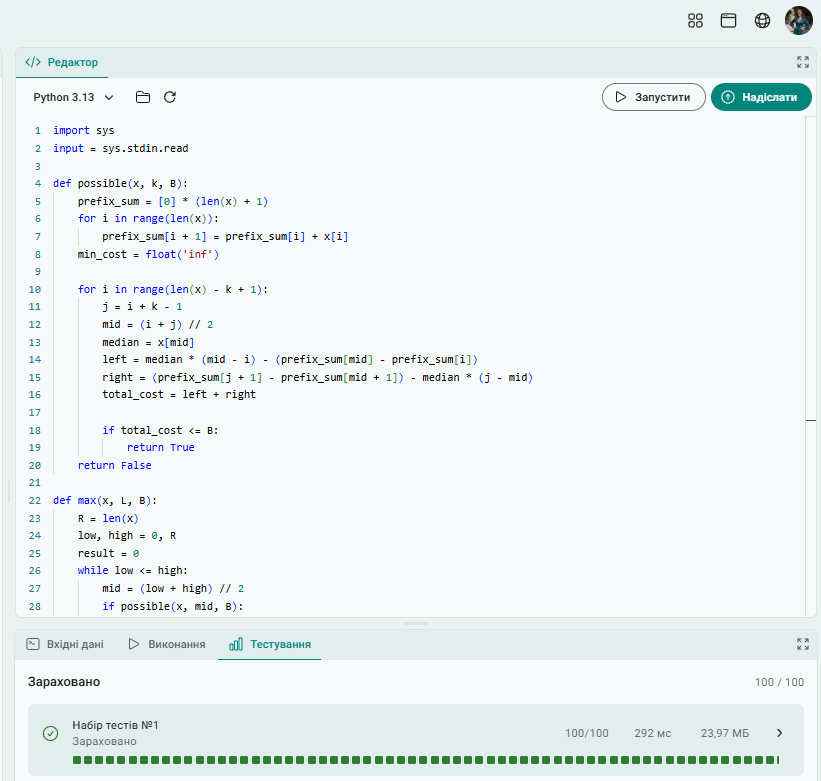 </> Редактор
Python 3.13
Запустити
Надіслати
1 import sys
2 input = sys.stdin.read
3
4 def possible(x, k, B):
5     prefix_sum = [0] * (len(x) + 1)
6     for i in range(len(x)):
7         prefix_sum[i + 1] = prefix_sum[i] + x[i]
8     min_cost = float('inf')
9
10     for i in range(len(x) - k + 1):
11         j = i + k - 1
12         mid = (i + j) // 2
13         median = x[mid]
14         left = median * (mid - i) - (prefix_sum[mid] - prefix_sum[i])
15         right = (prefix_sum[j + 1] - prefix_sum[mid + 1]) - median * (j - mid)
16         total_cost = left + right
17
18         if total_cost <= B:
19             return True
20     return False
21
22 def max(x, L, B):
23     R = len(x)
24     low, high = 0, R
25     result = 0
26     while low <= high:
27         mid = (low + high) // 2
28         if possible(x, mid, B):
Вхідні дані
Виконання
Тестування
Зараховано
100 / 100
Набір тестів №1
100/100
292 мс
23,97 МБ
Зараховано